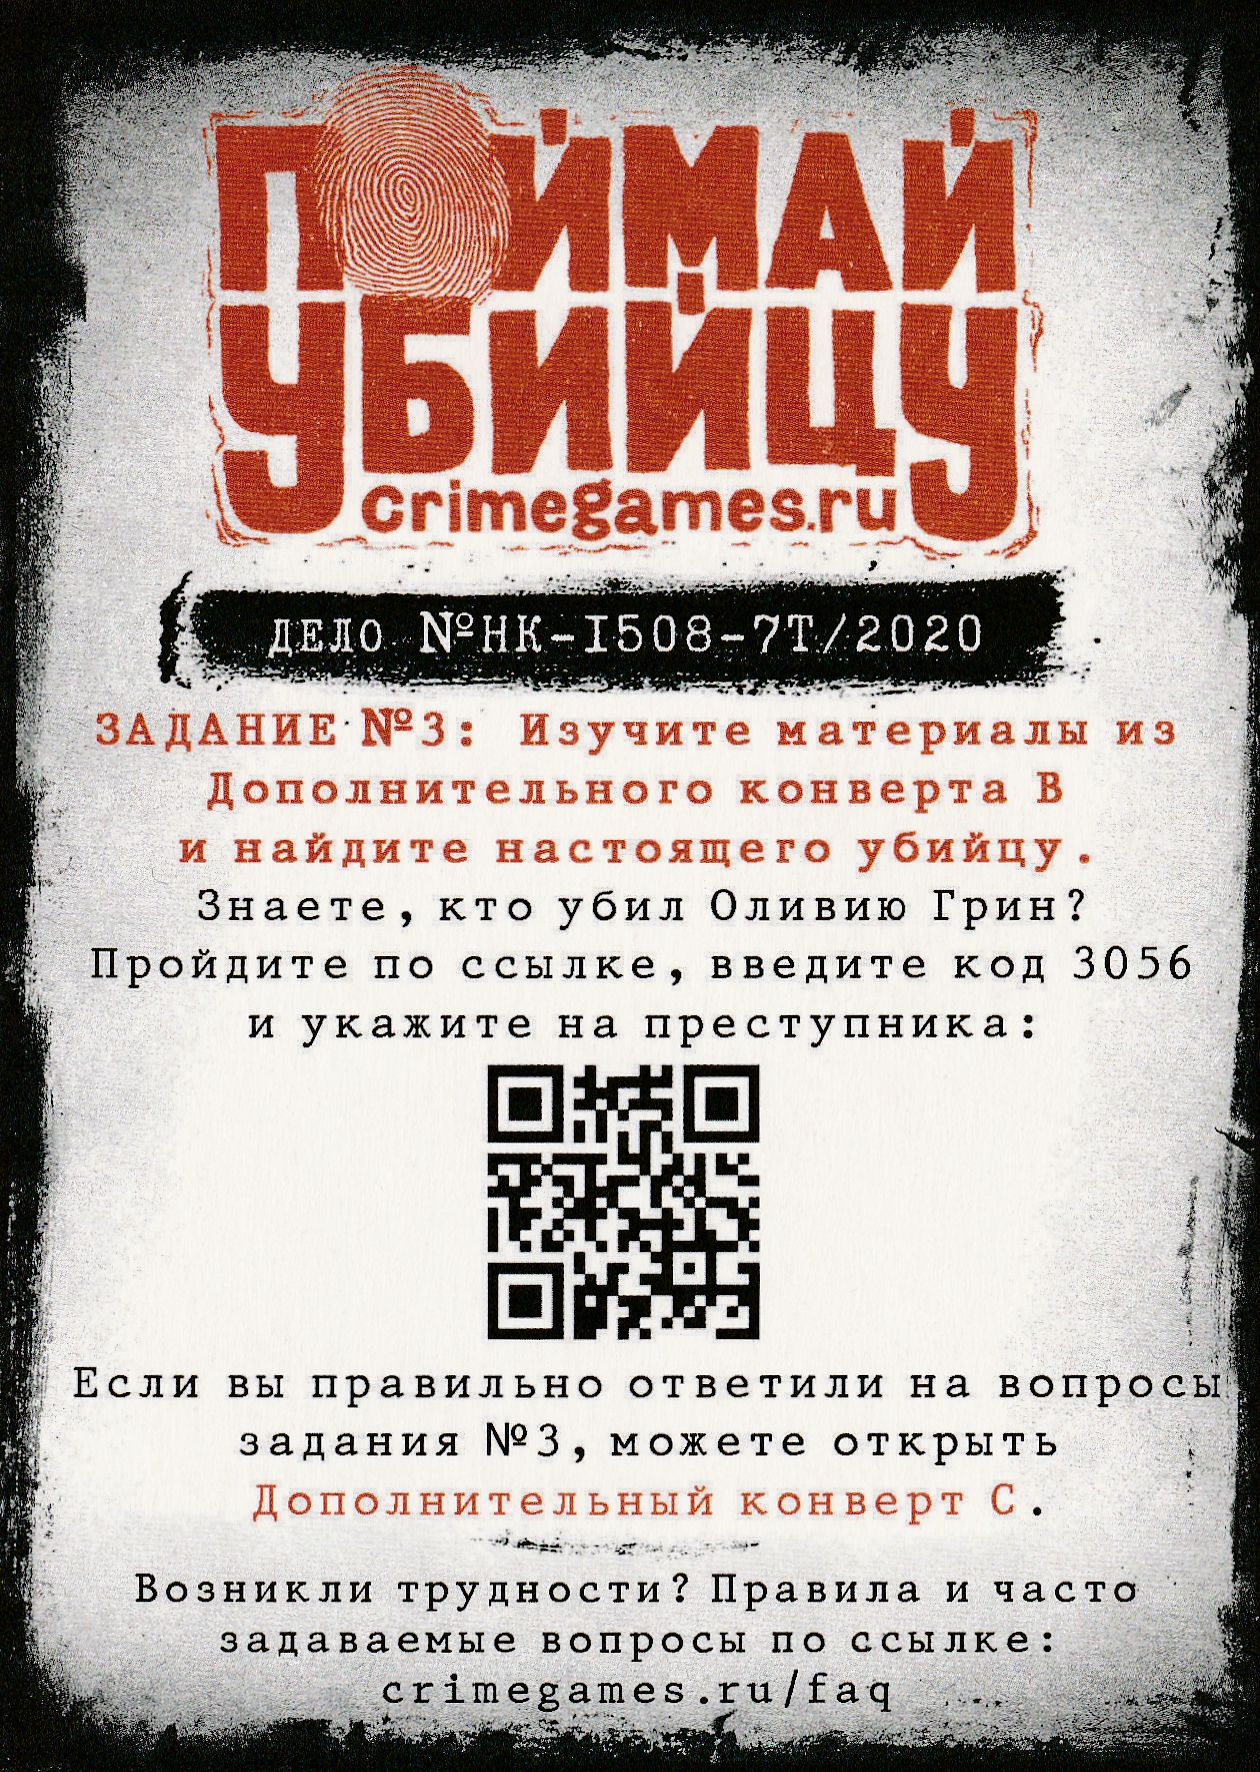 ПОЙМАЙ
УБИЙЦУ
crimegames.ru
ДЕЛО №НК-1508-7Т/2020
ЗАДАНИЕ №3: Изучите материалы из
Дополнительного конверта В
и найдите настоящего убийцу.
Знаете, кто убил Оливию Грин?
Пройдите по ссылке, введите код 3056
и укажите на преступника:
Если вы правильно ответили на вопросы
задания №3, можете открыть
Дополнительный конверт С.
Возникли трудности? Правила и часто
задаваемые вопросы по ссылке:
crimegames.ru/faq